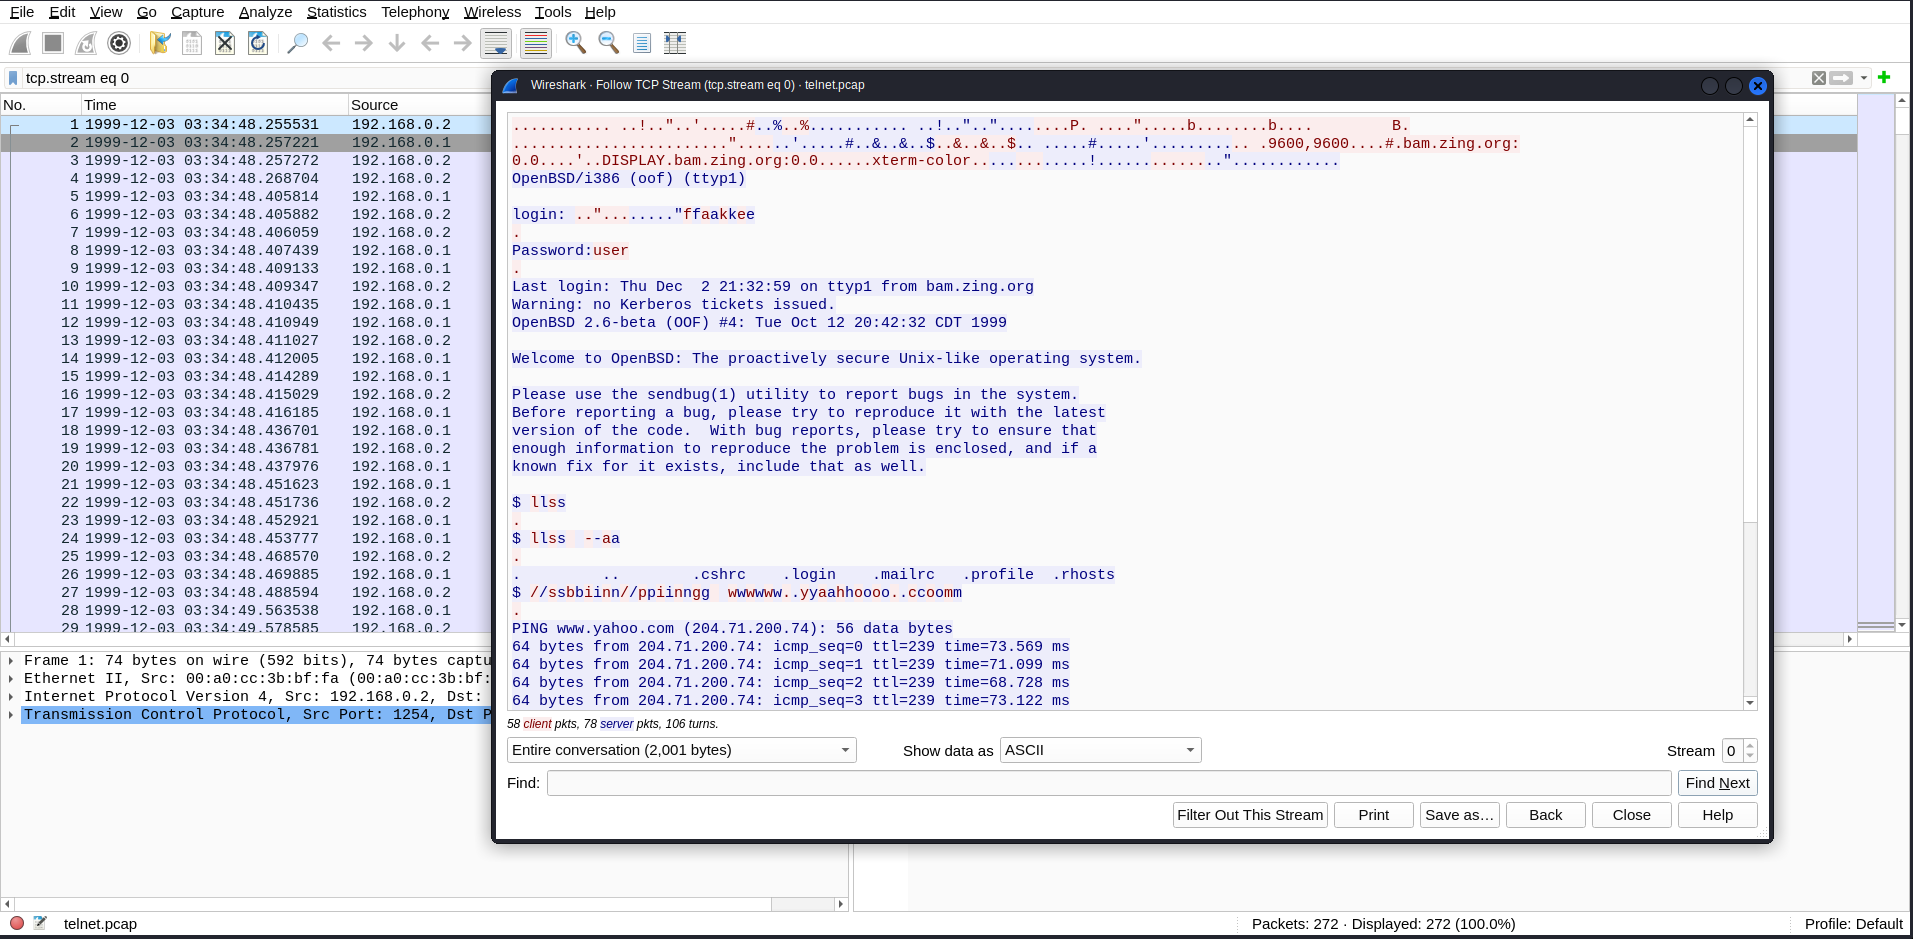 File Edit View Go Capture Analyze Statistics Telephony Wireless Tools Help
tcp.stream eq 0
No. Time Source
1 1999-12-03 03:34:48.255531 192.168.0.2
2 1999-12-03 03:34:48.257221 192.168.0.1
3 1999-12-03 03:34:48.257272 192.168.0.2
4 1999-12-03 03:34:48.268704 192.168.0.2
5 1999-12-03 03:34:48.405814 192.168.0.1
6 1999-12-03 03:34:48.405882 192.168.0.2
7 1999-12-03 03:34:48.406059 192.168.0.2
8 1999-12-03 03:34:48.407439 192.168.0.1
9 1999-12-03 03:34:48.409133 192.168.0.1
10 1999-12-03 03:34:48.409347 192.168.0.2
11 1999-12-03 03:34:48.410435 192.168.0.1
12 1999-12-03 03:34:48.410949 192.168.0.1
13 1999-12-03 03:34:48.411027 192.168.0.2
14 1999-12-03 03:34:48.412005 192.168.0.1
15 1999-12-03 03:34:48.414289 192.168.0.1
16 1999-12-03 03:34:48.415029 192.168.0.2
17 1999-12-03 03:34:48.416185 192.168.0.1
18 1999-12-03 03:34:48.436701 192.168.0.1
19 1999-12-03 03:34:48.436781 192.168.0.2
20 1999-12-03 03:34:48.437976 192.168.0.1
21 1999-12-03 03:34:48.451623 192.168.0.1
22 1999-12-03 03:34:48.451736 192.168.0.2
23 1999-12-03 03:34:48.452921 192.168.0.1
24 1999-12-03 03:34:48.453777 192.168.0.1
25 1999-12-03 03:34:48.468570 192.168.0.2
26 1999-12-03 03:34:48.469885 192.168.0.1
27 1999-12-03 03:34:48.488594 192.168.0.2
28 1999-12-03 03:34:49.563538 192.168.0.1
29 1999-12-03 03:34:49.578585 192.168.0.2
Frame 1: 74 bytes on wire (592 bits), 74 bytes captu
Ethernet II, Src: 00:a0:cc:3b:bf:fa (00:a0:cc:3b:bf:
Internet Protocol Version 4, Src: 192.168.0.2, Dst:
Transmission Control Protocol, Src Port: 1254, Dst P
Wireshark · Follow TCP Stream (tcp.stream eq 0) · telnet.pcap
........... ..!.."..'.....#..%..%........... ..!..".."........P. .....".....b........b.... B.
........................"......'.....#..&..&..$..&..&..$.. .....#.....'........... .9600,9600....#.bam.zing.org:
0.0....'..DISPLAY.bam.zing.org:0.0......xterm-color.............!.............."............
OpenBSD/i386 (oof) (ttyp1)
login: .."........"ffaakkee
.
Password:user
.
Last login: Thu Dec  2 21:32:59 on ttyp1 from bam.zing.org
Warning: no Kerberos tickets issued.
OpenBSD 2.6-beta (OOF) #4: Tue Oct 12 20:42:32 CDT 1999
Welcome to OpenBSD: The proactively secure Unix-like operating system.
Please use the sendbug(1) utility to report bugs in the system.
Before reporting a bug, please try to reproduce it with the latest
version of the code.  With bug reports, please try to ensure that
enough information to reproduce the problem is enclosed, and if a
known fix for it exists, include that as well.
$ llss
.
$ llss  --aa
.
.         ..        .cshrc    .login    .mailrc   .profile  .rhosts
$ //ssbbiinn//ppiinngg  wwwwww..yyaahhoooo..ccoomm
.
PING www.yahoo.com (204.71.200.74): 56 data bytes
64 bytes from 204.71.200.74: icmp_seq=0 ttl=239 time=73.569 ms
64 bytes from 204.71.200.74: icmp_seq=1 ttl=239 time=71.099 ms
64 bytes from 204.71.200.74: icmp_seq=2 ttl=239 time=68.728 ms
64 bytes from 204.71.200.74: icmp_seq=3 ttl=239 time=73.122 ms
58 client pkts, 78 server pkts, 106 turns.
Entire conversation (2,001 bytes) Show data as ASCII Stream 0
Find: Find Next
Filter Out This Stream Print Save as… Back Close Help
telnet.pcap Packets: 272 · Displayed: 272 (100.0%) Profile: Default